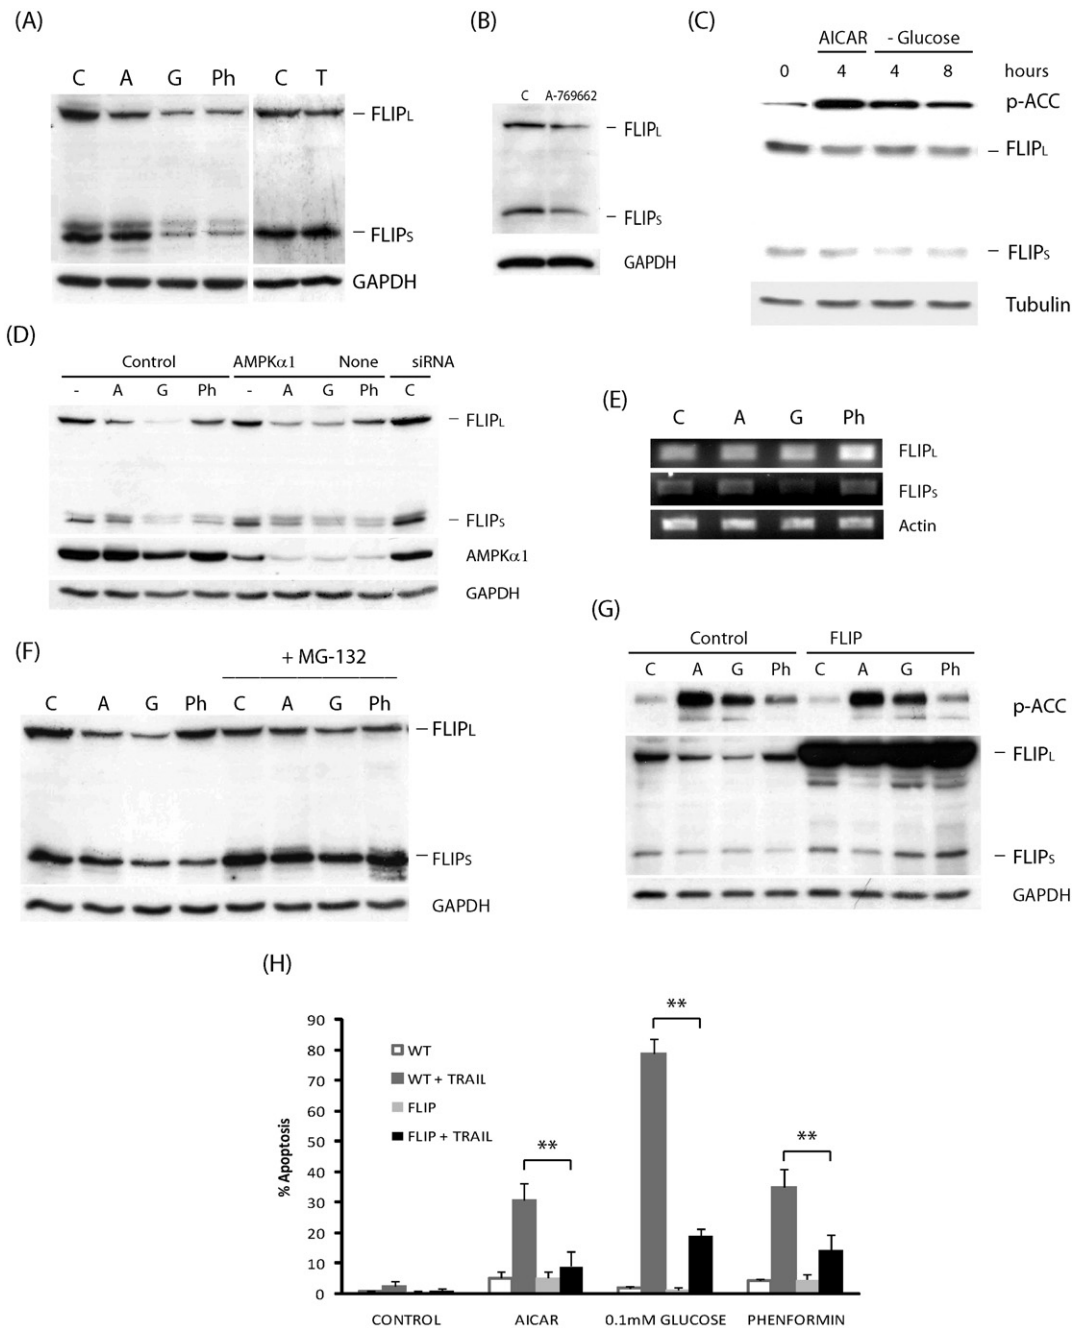 (A)
C A G Ph C T
FLIPL
FLIPS
GAPDH
(B)
C A-769662
FLIPL
FLIPS
GAPDH
(C)
AICAR - Glucose
0 4 4 8 hours
p-ACC
FLIPL
FLIPS
Tubulin
(D)
Control AMPKα1 None siRNA
- A G Ph - A G Ph C
FLIPL
FLIPS
AMPKα1
GAPDH
(E)
C A G Ph
FLIPL
FLIPS
Actin
(F)
+ MG-132
C A G Ph C A G Ph
FLIPL
FLIPS
GAPDH
(G)
Control FLIP
C A G Ph C A G Ph
p-ACC
FLIPL
FLIPS
GAPDH
(H)
% Apoptosis
90
80
70
60
50
40
30
20
10
0
WT
WT + TRAIL
FLIP
FLIP + TRAIL
**
**
**
CONTROL AICAR 0.1mM GLUCOSE PHENFORMIN